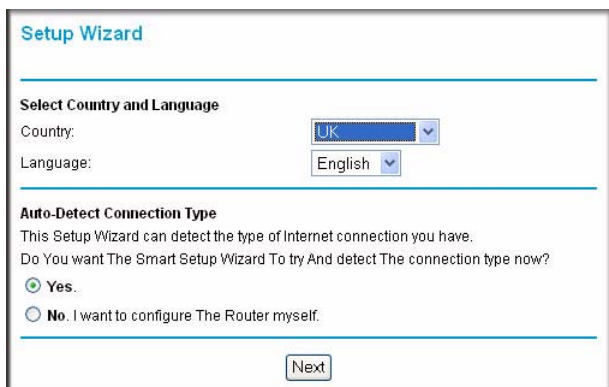 Setup Wizard
Select Country and Language
Country: UK
Language: English
Auto-Detect Connection Type
This Setup Wizard can detect the type of Internet connection you have.
Do You want The Smart Setup Wizard To try And detect The connection type now?
Yes.
No. I want to configure The Router myself.
Next